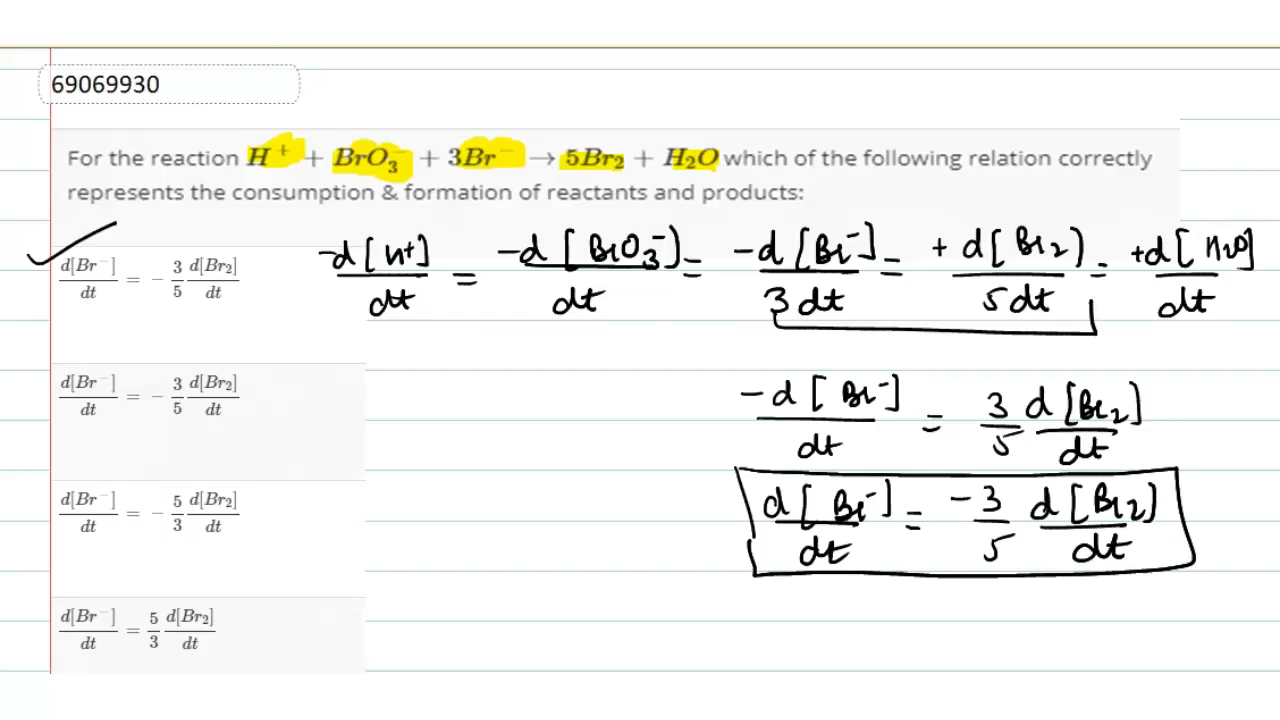 69069930
For the reaction H⁺ + BrO₃⁻ + 3Br⁻ → 5Br₂ + H₂O which of the following relation correctly
represents the consumption & formation of reactants and products:
-d[H+]/dt = -d[BrO₃⁻]/dt = -d[Br⁻]/3dt = +d[Br₂]/5dt = +d[H₂O]/dt
d[Br⁻]/dt = - 3/5 d[Br₂]/dt
d[Br⁻]/dt = - 3/5 d[Br₂]/dt
-d[Br⁻]/dt = 3/5 d[Br₂]/dt
d[Br⁻]/dt = - 5/3 d[Br₂]/dt
d[Br⁻]/dt = -3/5 d[Br₂]/dt
d[Br⁻]/dt = 5/3 d[Br₂]/dt